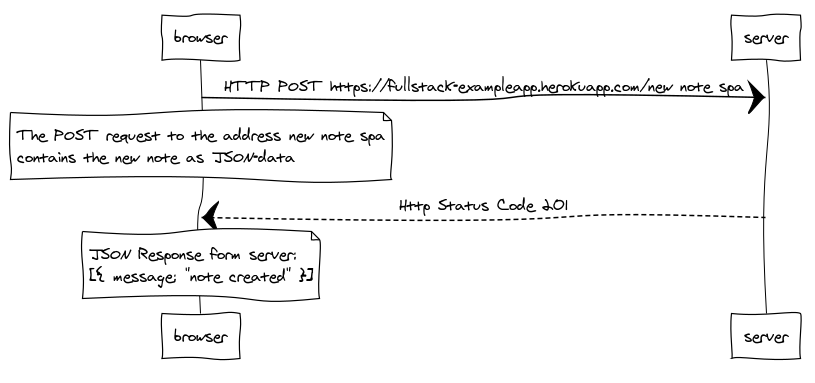 browser
server
HTTP POST https://fullstack-exampleapp.herokuapp.com/new note spa
The POST request to the address new note spa
contains the new note as JSON-data
Http Status Code 201
JSON Response form server:
[{ message: "note created" }]
browser
server